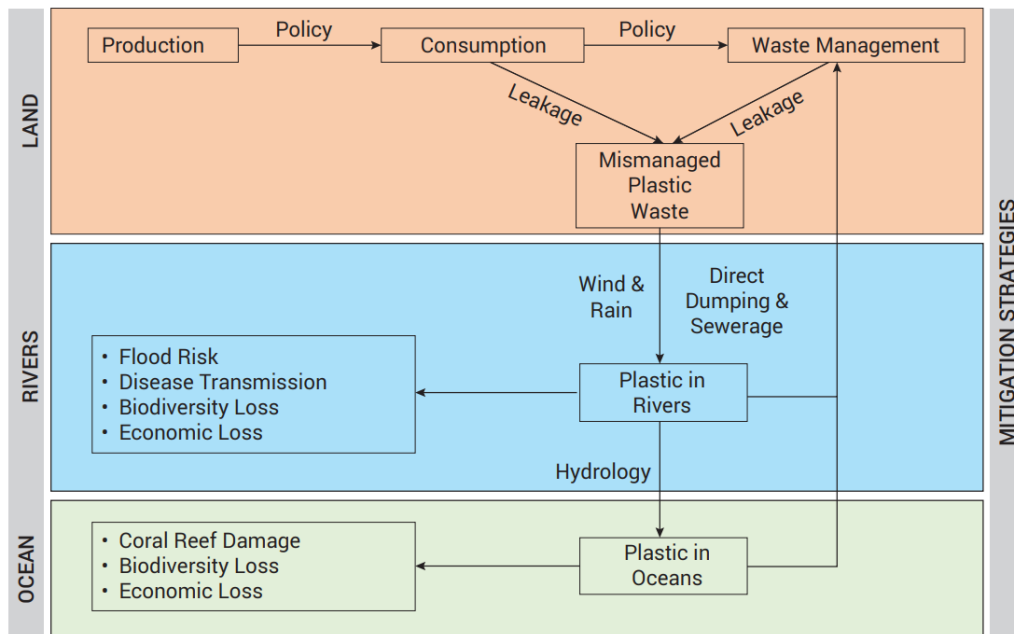 LAND
Production
Policy
Consumption
Policy
Waste Management
Leakage
Leakage
Mismanaged
Plastic
Waste
RIVERS
Wind &
Rain
Direct
Dumping &
Sewerage
• Flood Risk
• Disease Transmission
• Biodiversity Loss
• Economic Loss
Plastic in
Rivers
Hydrology
OCEAN
• Coral Reef Damage
• Biodiversity Loss
• Economic Loss
Plastic in
Oceans
MITIGATION STRATEGIES